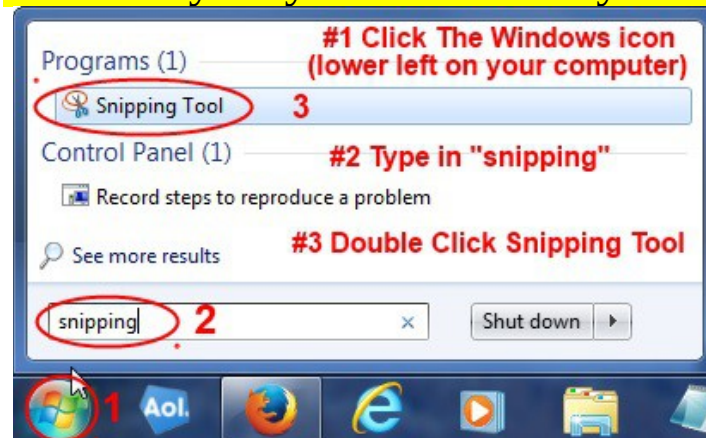 #1 Click The Windows icon
Programs (1) (lower left on your computer)
Snipping Tool 3
Control Panel (1) #2 Type in "snipping"
Record steps to reproduce a problem
See more results #3 Double Click Snipping Tool
snipping 2 × Shut down
1 Aol.